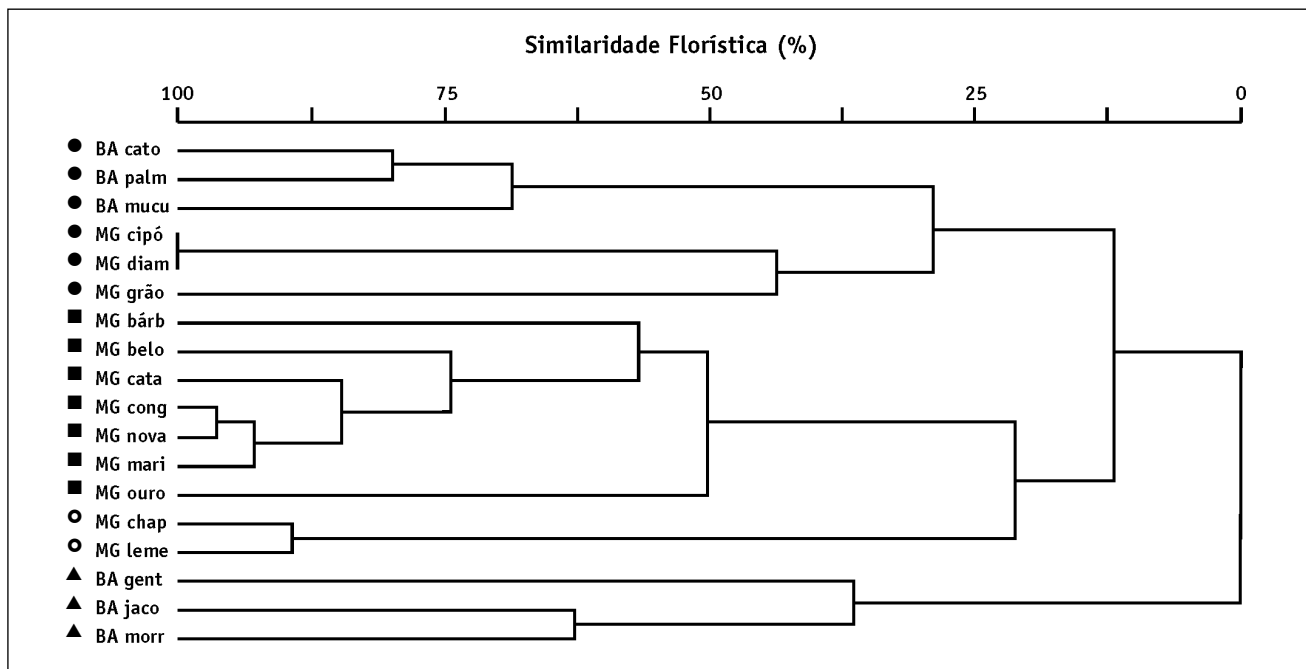 Similaridade Florística (%)
100 75 50 25 0
BA cato
BA palm
BA mucu
MG cipó
MG diam
MG grão
MG bárb
MG belo
MG cata
MG cong
MG nova
MG mari
MG ouro
MG chap
MG leme
BA gent
BA jaco
BA morr